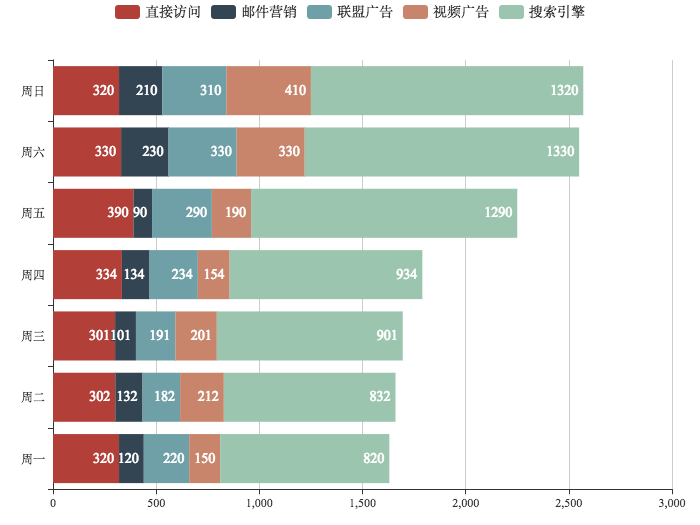 直接访问 邮件营销 联盟广告 视频广告 搜索引擎
周日 320 210 310 410 1320
周六 330 230 330 330 1330
周五 390 90 290 190 1290
周四 334 134 234 154 934
周三 301 101 191 201 901
周二 302 132 182 212 832
周一 320 120 220 150 820
0 500 1,000 1,500 2,000 2,500 3,000